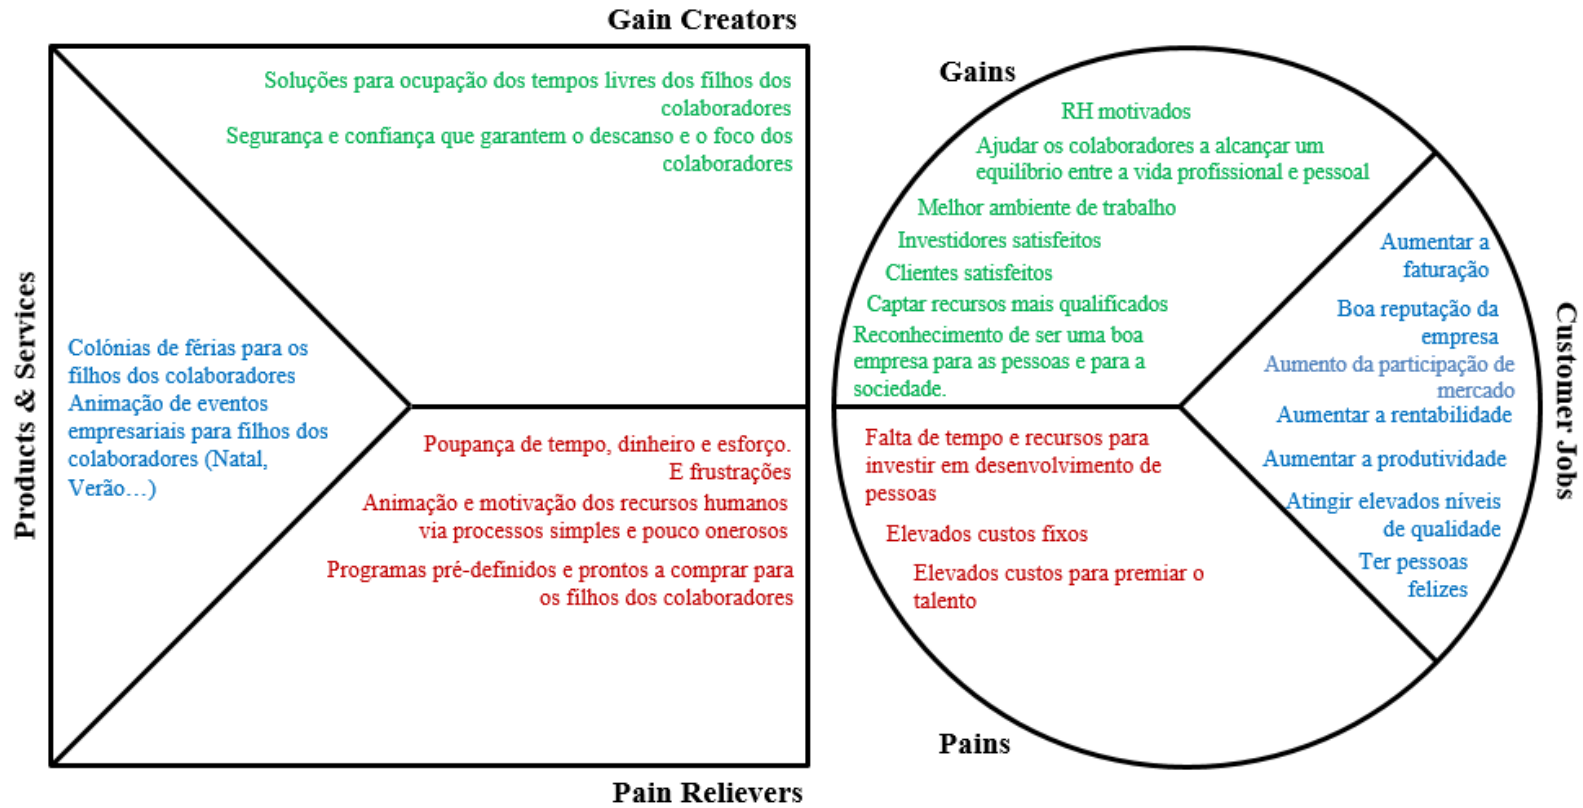 Gain Creators
Soluções para ocupação dos tempos livres dos filhos dos
colaboradores
Segurança e confiança que garantem o descanso e o foco dos
colaboradores
Products & Services
Colónias de férias para os
filhos dos colaboradores
Animação de eventos
empresariais para filhos dos
colaboradores (Natal,
Verão…)
Poupança de tempo, dinheiro e esforço.
E frustrações
Animação e motivação dos recursos humanos
via processos simples e pouco onerosos
Programas pré-definidos e prontos a comprar para
os filhos dos colaboradores
Pain Relievers
Gains
RH motivados
Ajudar os colaboradores a alcançar um
equilíbrio entre a vida profissional e pessoal
Melhor ambiente de trabalho
Investidores satisfeitos
Clientes satisfeitos
Captar recursos mais qualificados
Reconhecimento de ser uma boa
empresa para as pessoas e para a
sociedade.
Aumentar a
faturação
Boa reputação da
empresa
Aumento da participação de
mercado
Aumentar a rentabilidade
Aumentar a produtividade
Atingir elevados níveis
de qualidade
Ter pessoas
felizes
Customer Jobs
Falta de tempo e recursos para
investir em desenvolvimento de
pessoas
Elevados custos fixos
Elevados custos para premiar o
talento
Pains